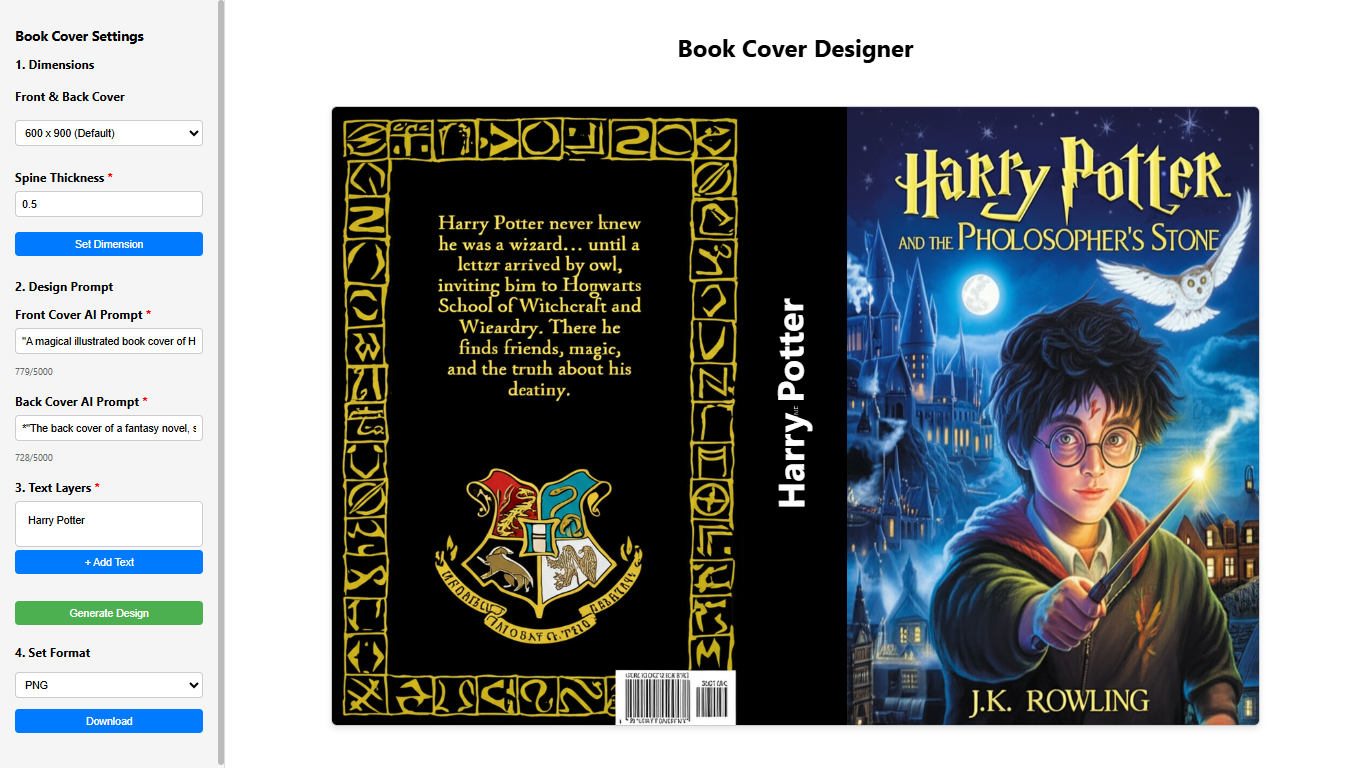 Book Cover Settings
1. Dimensions
Front & Back Cover
600 x 900 (Default)
Spine Thickness *
0.5
Set Dimension
2. Design Prompt
Front Cover AI Prompt *
"A magical illustrated book cover of H
779/5000
Back Cover AI Prompt *
*"The back cover of a fantasy novel, s
728/5000
3. Text Layers *
Harry Potter
+ Add Text
Generate Design
4. Set Format
PNG
Download
Book Cover Designer
Harry Potter never knew
he was a wizard... until a
letter arrived by owl,
inviting bim to Hogwarts
School of Witchcraft and
Wieardry. There he
finds friends, magic,
and the truth about his
deatiny.
Harry Potter
Harry Potter
AND THE PHOLOSOPHER'S STONE
J.K. ROWLING